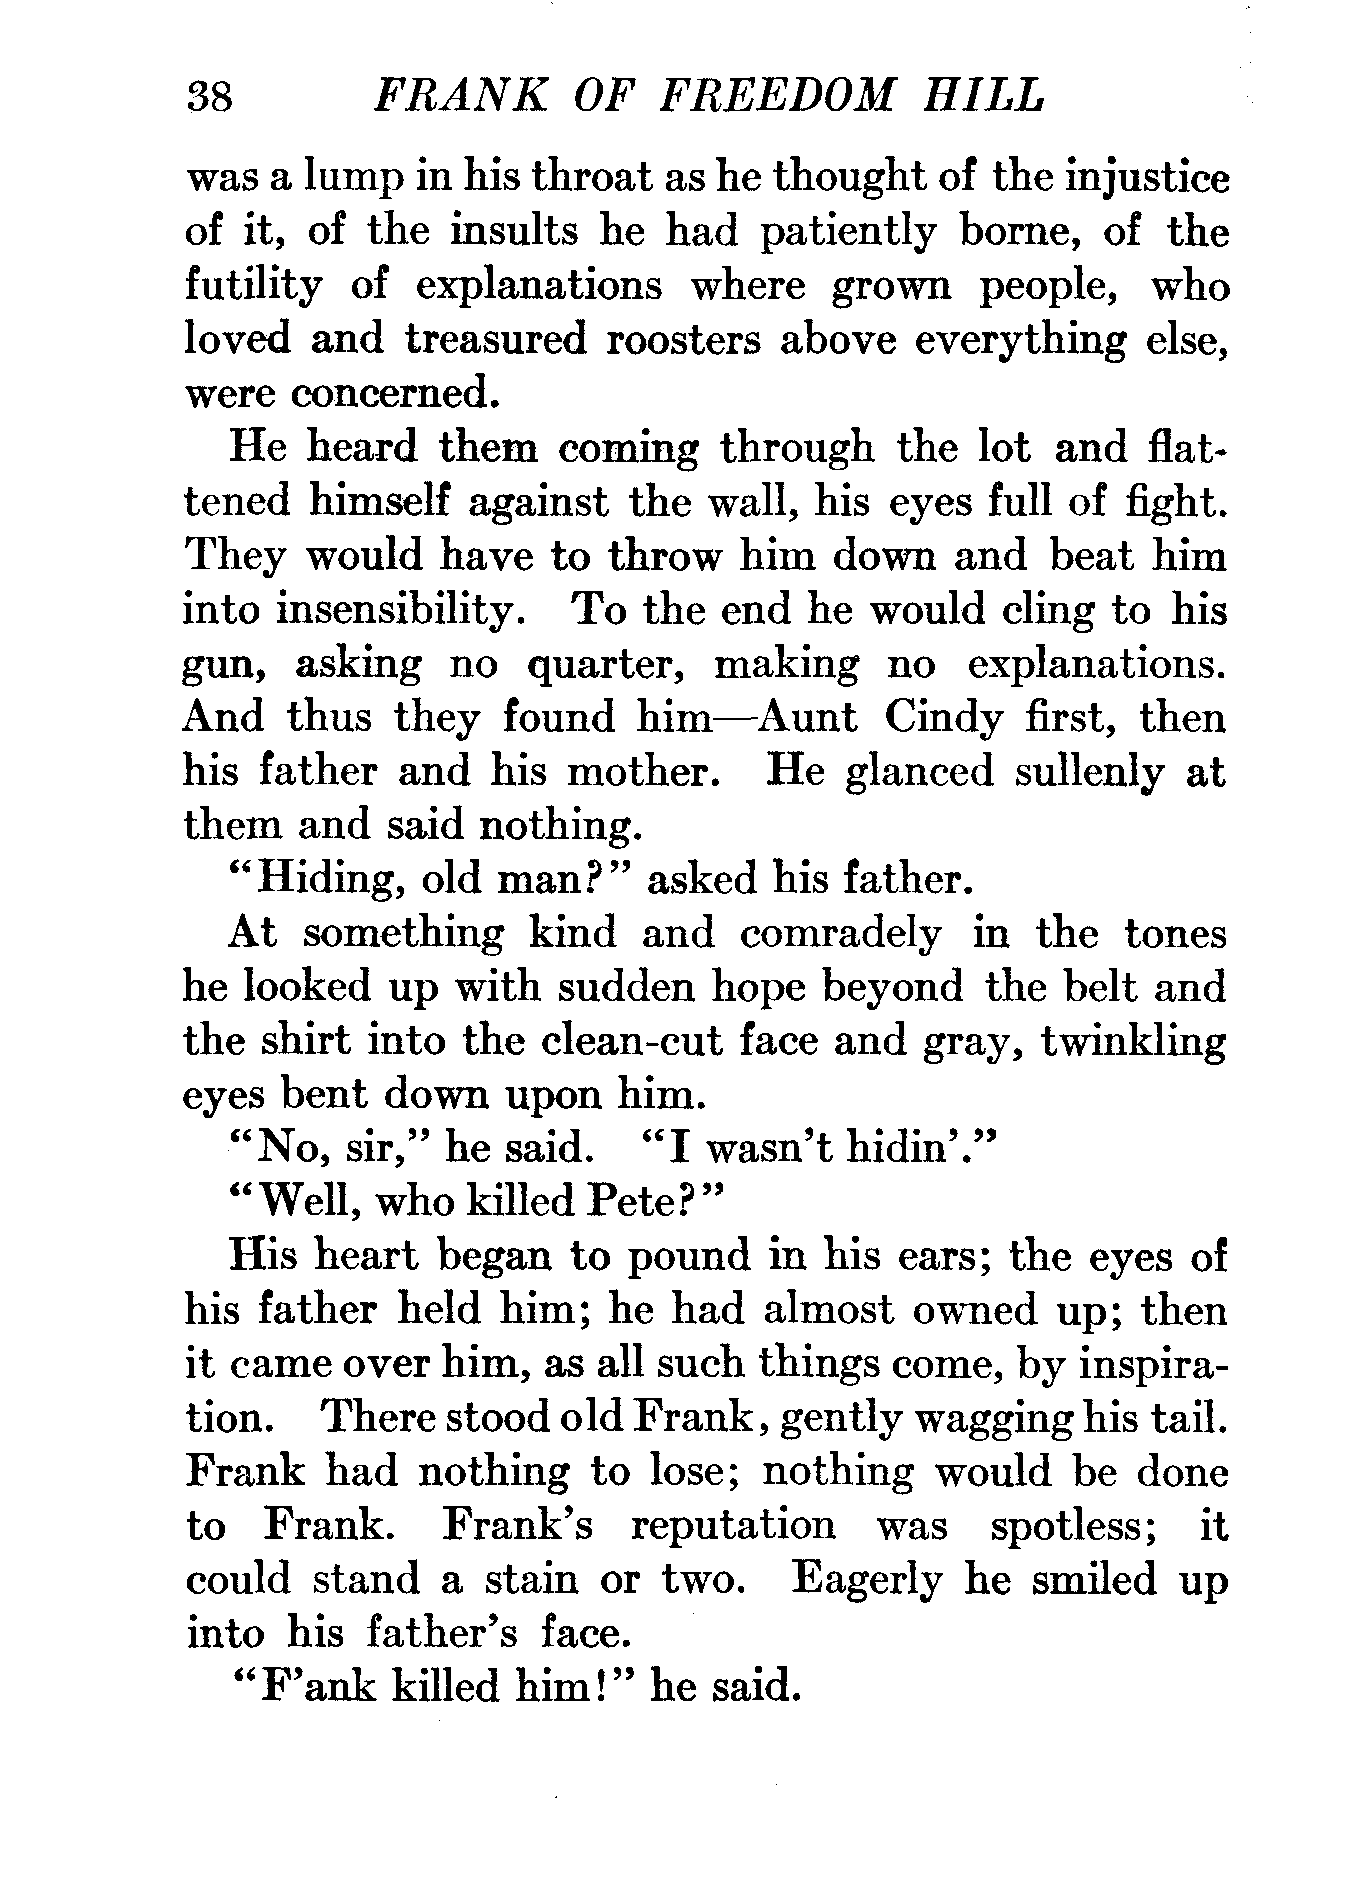 38 FRANK OF FREEDOM HILL
was a lump in his throat as he thought of the injustice
of it, of the insults he had patiently borne, of the
futility of explanations where grown people, who
loved and treasured roosters above everything else,
were concerned.
He heard them coming through the lot and flat-
tened himself against the wall, his eyes full of fight.
They would have to throw him down and beat him
into insensibility. To the end he would cling to his
gun, asking no quarter, making no explanations.
And thus they found him—Aunt Cindy first, then
his father and his mother. He glanced sullenly at
them and said nothing.
“Hiding, old man?” asked his father.
At something kind and comradely in the tones
he looked up with sudden hope beyond the belt and
the shirt into the clean-cut face and gray, twinkling
eyes bent down upon him.
“No, sir,” he said. “I wasn’t hidin’.”
“Well, who killed Pete?”
His heart began to pound in his ears; the eyes of
his father held him; he had almost owned up; then
it came over him, as all such things come, by inspira-
tion. There stood old Frank, gently wagging his tail.
Frank had nothing to lose; nothing would be done
to Frank. Frank’s reputation was spotless; it
could stand a stain or two. Eagerly he smiled up
into his father’s face.
“F’ank killed him!” he said.